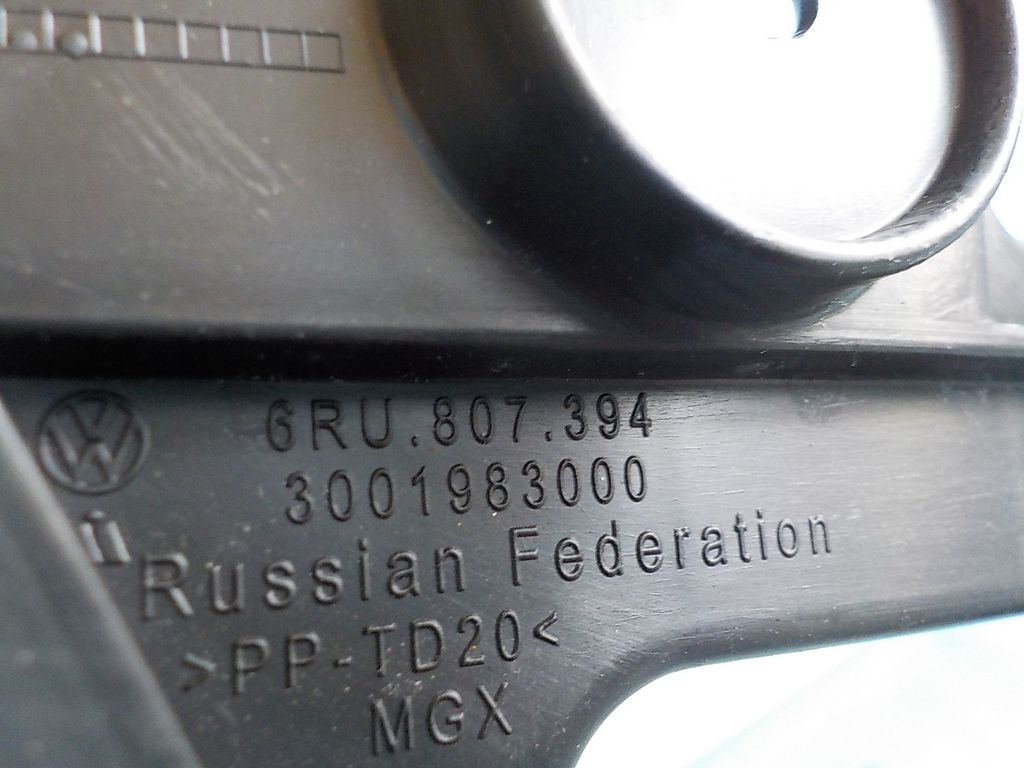 6RU.807.394
3001983000
Russian Federation
>PP-TD20<
MGX